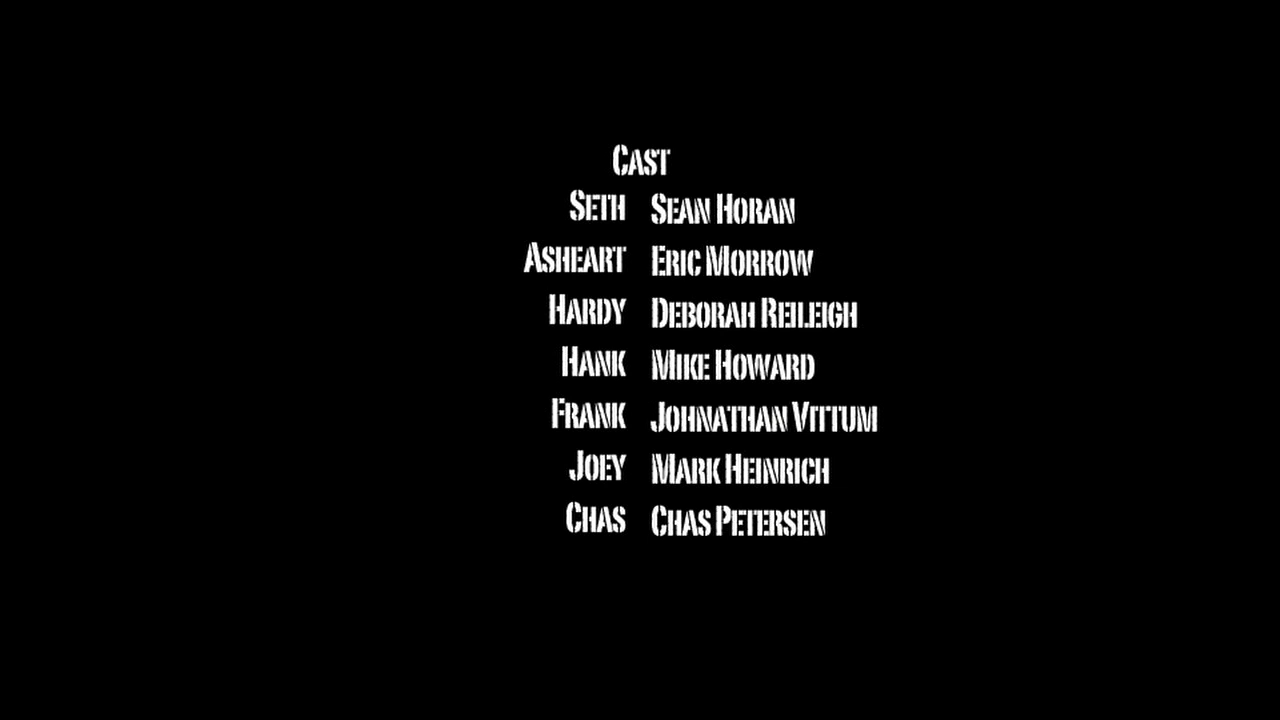 Cast
Seth Sean Horan
Asheart Eric Morrow
Hardy Deborah Reileigh
Hank Mike Howard
Frank Johnathan Vittum
Joey Mark Heinrich
Chas Chas Petersen